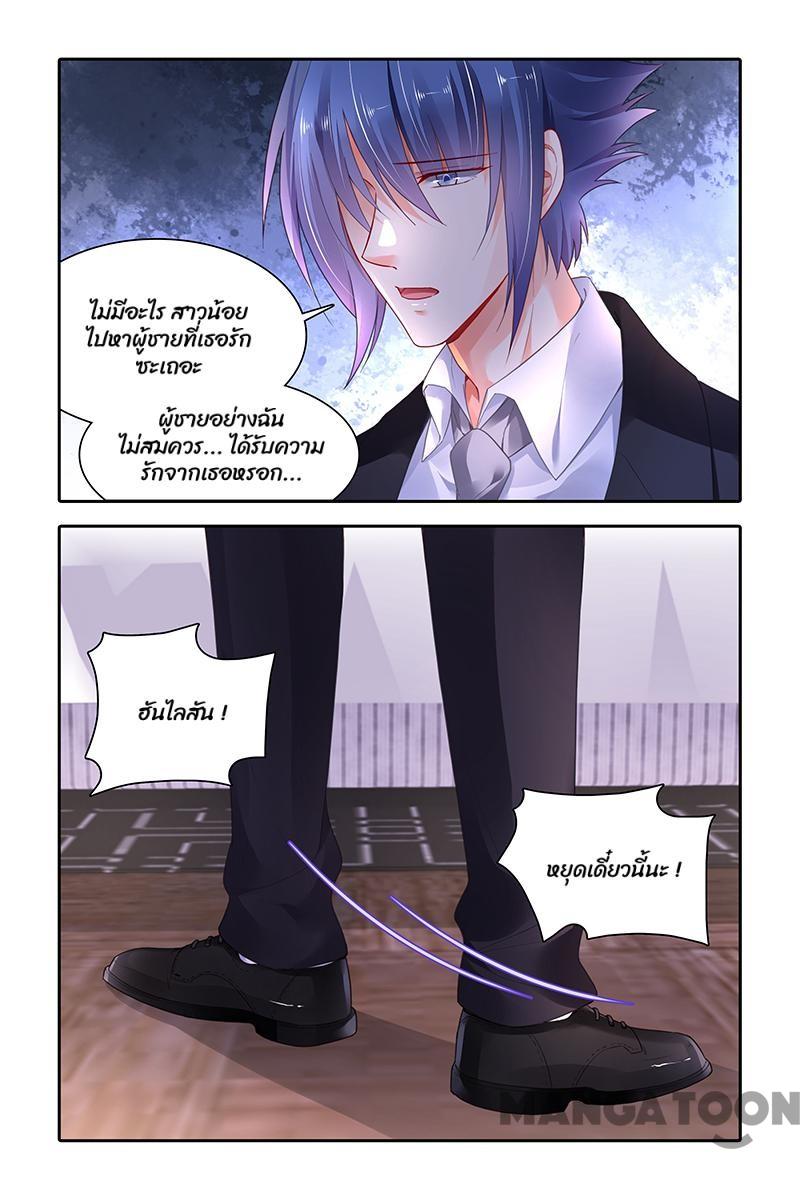 ไม่มีอะไร สาวน้อย
ไปหาผู้ชายที่เธอรัก
ซะเถอะ
ผู้ชายอย่างฉัน
ไม่สมควร... ได้รับความ
รักจากเธอหรอก...
ฮันไลสัน !
หยุดเดี๋ยวนี้นะ !
MANGATOON